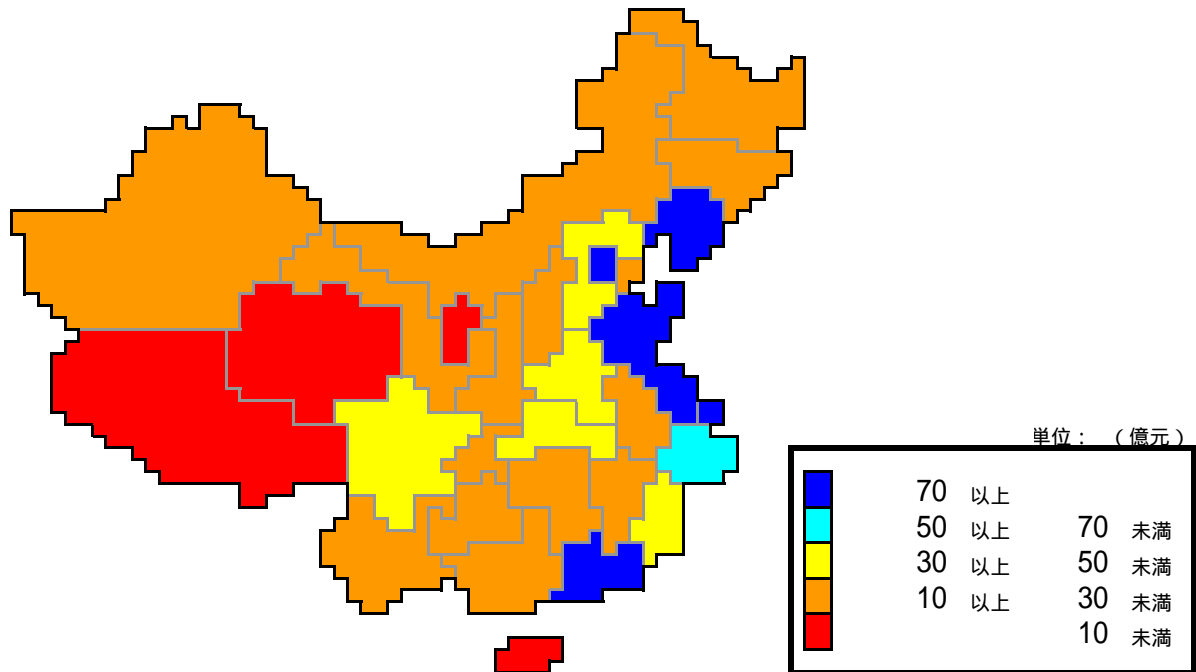 単位： （億元）
70 以上
50 以上 70 未満
30 以上 50 未満
10 以上 30 未満
10 未満